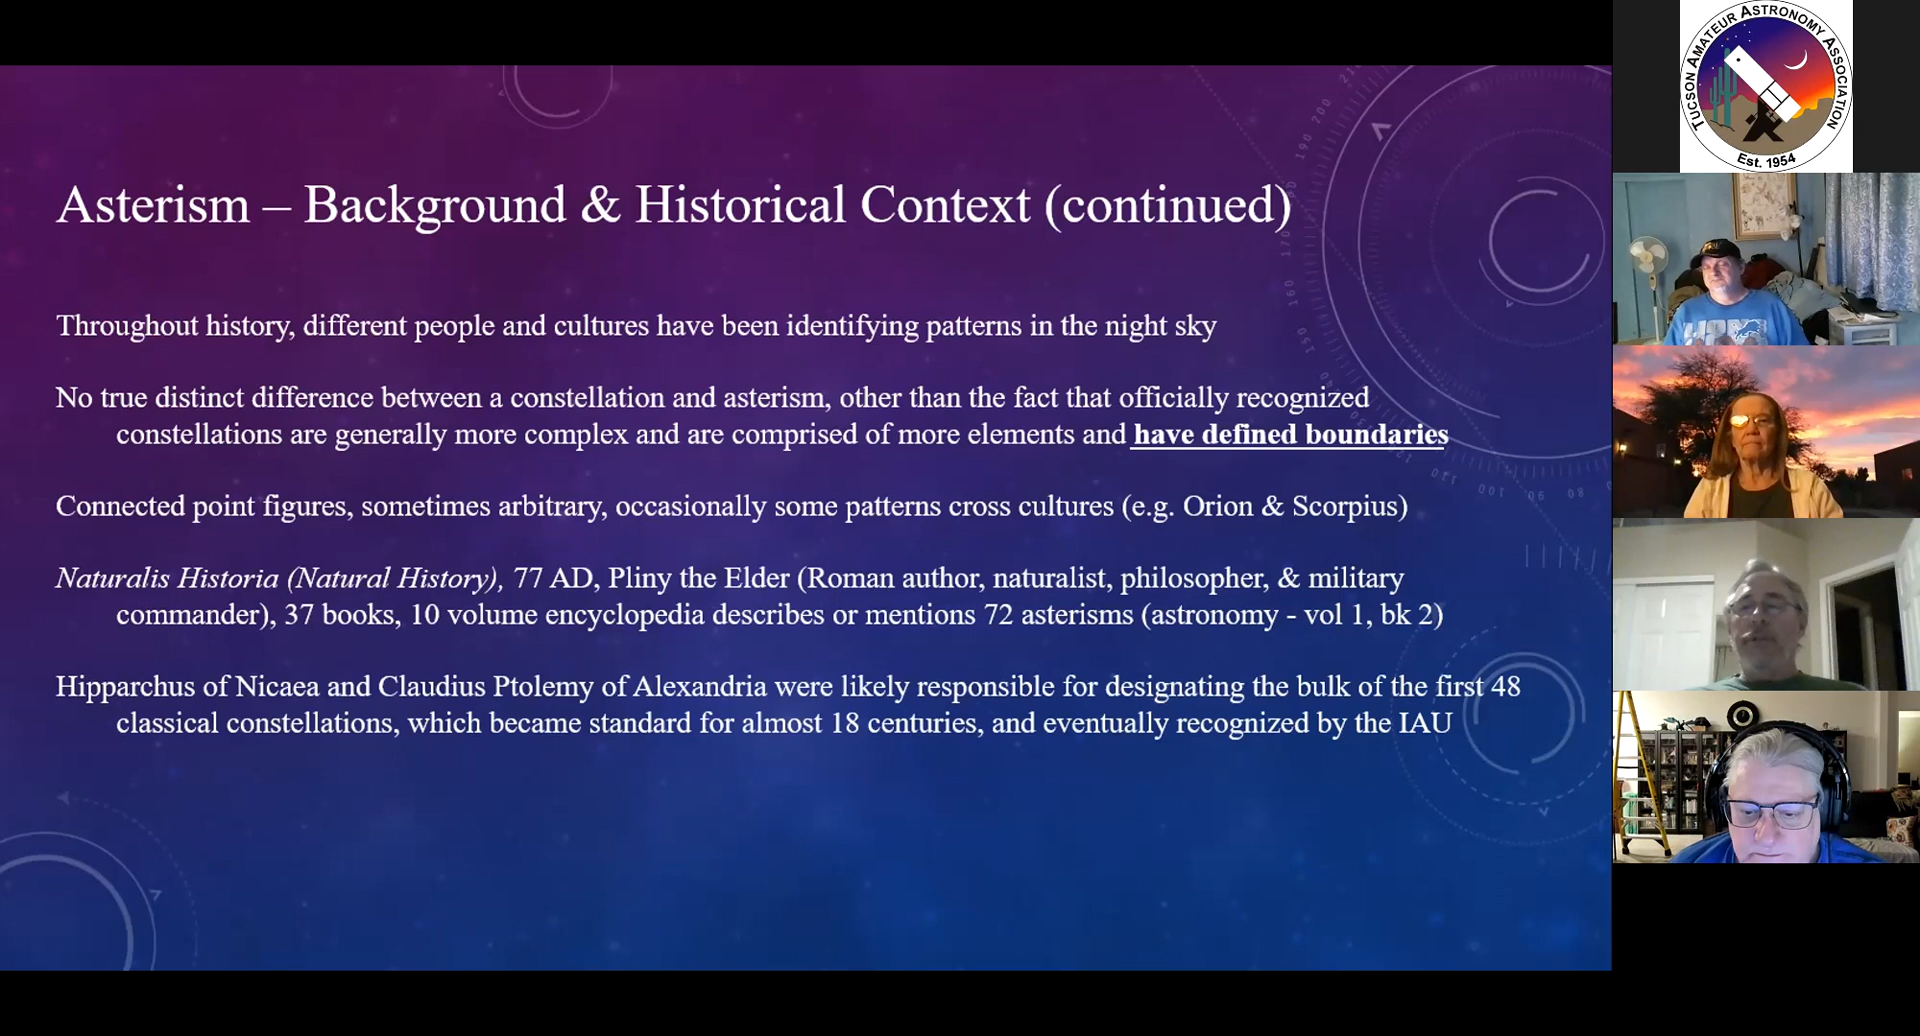 Asterism – Background & Historical Context (continued)
Throughout history, different people and cultures have been identifying patterns in the night sky
No true distinct difference between a constellation and asterism, other than the fact that officially recognized
constellations are generally more complex and are comprised of more elements and have defined boundaries
Connected point figures, sometimes arbitrary, occasionally some patterns cross cultures (e.g. Orion & Scorpius)
Naturalis Historia (Natural History), 77 AD, Pliny the Elder (Roman author, naturalist, philosopher, & military
commander), 37 books, 10 volume encyclopedia describes or mentions 72 asterisms (astronomy - vol 1, bk 2)
Hipparchus of Nicaea and Claudius Ptolemy of Alexandria were likely responsible for designating the bulk of the first 48
classical constellations, which became standard for almost 18 centuries, and eventually recognized by the IAU
TUCSON AMATEUR ASTRONOMY ASSOCIATION
Est. 1954